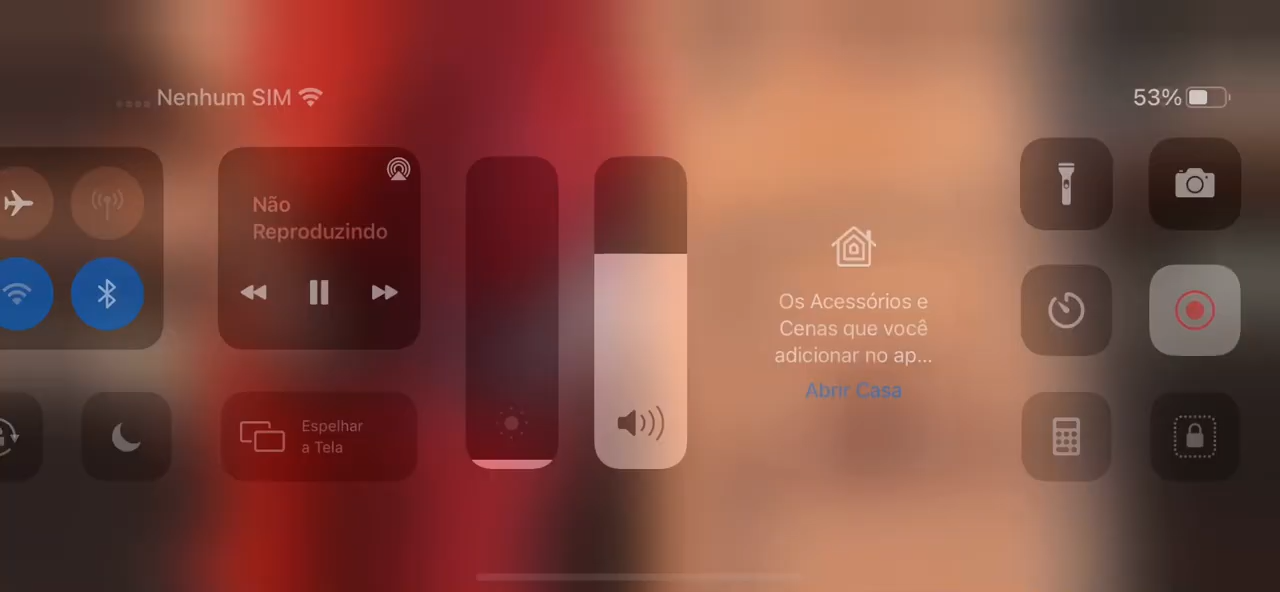 Nenhum SIM
53%
Não
Reproduzindo
Os Acessórios e
Cenas que você
adicionar no ap...
Abrir Casa
Espelhar
a Tela